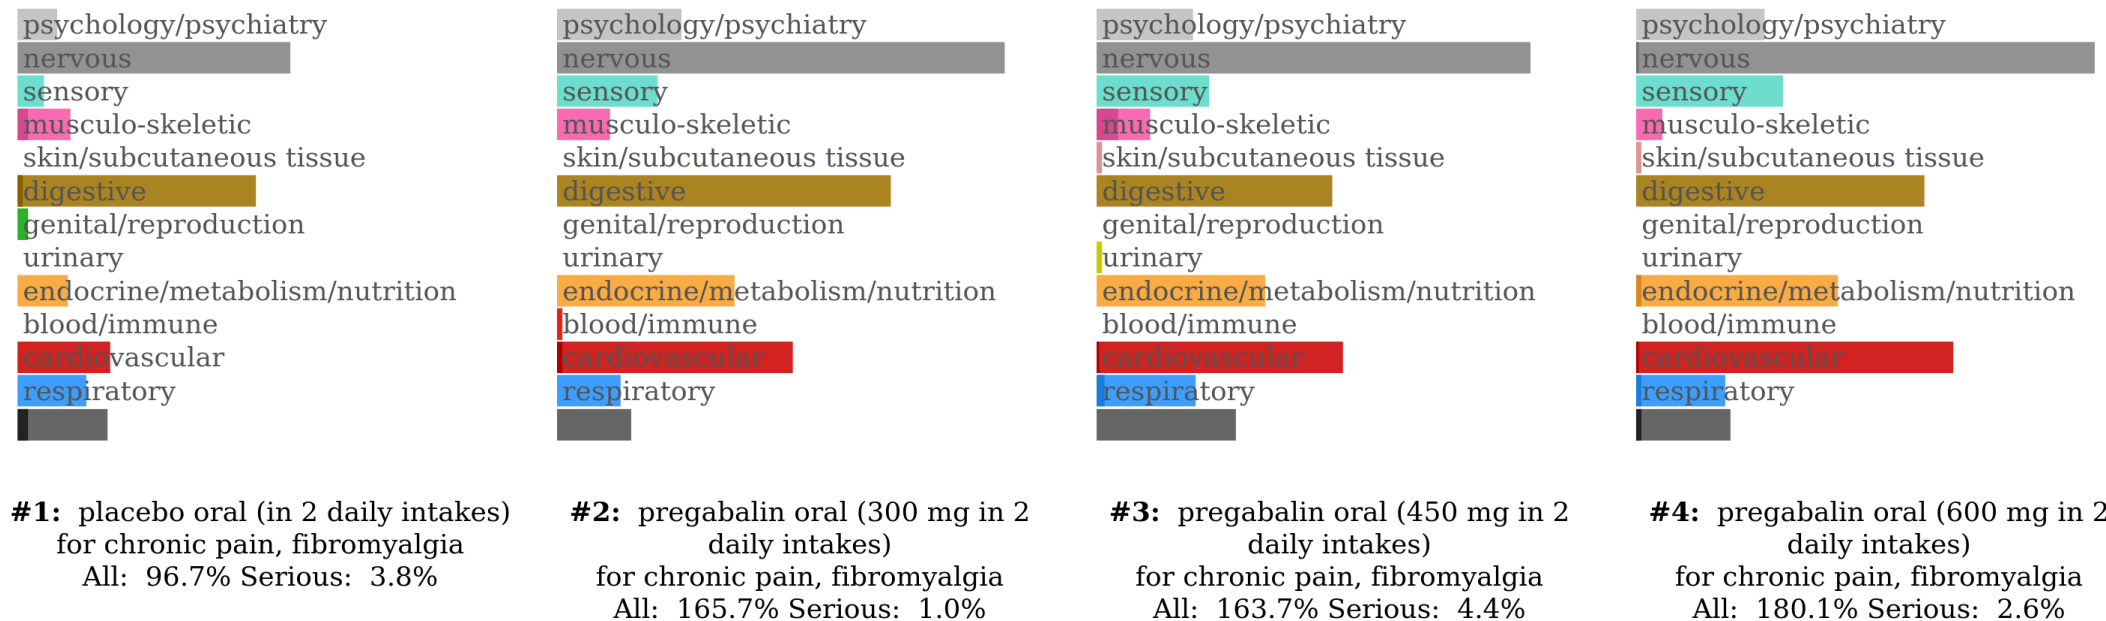 psychology/psychiatry
nervous
sensory
musculo-skeletic
skin/subcutaneous tissue
digestive
genital/reproduction
urinary
endocrine/metabolism/nutrition
blood/immune
cardiovascular
respiratory
#1: placebo oral (in 2 daily intakes)
for chronic pain, fibromyalgia
All: 96.7% Serious: 3.8%
psychology/psychiatry
nervous
sensory
musculo-skeletic
skin/subcutaneous tissue
digestive
genital/reproduction
urinary
endocrine/metabolism/nutrition
blood/immune
cardiovascular
respiratory
#2: pregabalin oral (300 mg in 2
daily intakes)
for chronic pain, fibromyalgia
All: 165.7% Serious: 1.0%
psychology/psychiatry
nervous
sensory
musculo-skeletic
skin/subcutaneous tissue
digestive
genital/reproduction
urinary
endocrine/metabolism/nutrition
blood/immune
cardiovascular
respiratory
#3: pregabalin oral (450 mg in 2
daily intakes)
for chronic pain, fibromyalgia
All: 163.7% Serious: 4.4%
psychology/psychiatry
nervous
sensory
musculo-skeletic
skin/subcutaneous tissue
digestive
genital/reproduction
urinary
endocrine/metabolism/nutrition
blood/immune
cardiovascular
respiratory
#4: pregabalin oral (600 mg in 2
daily intakes)
for chronic pain, fibromyalgia
All: 180.1% Serious: 2.6%